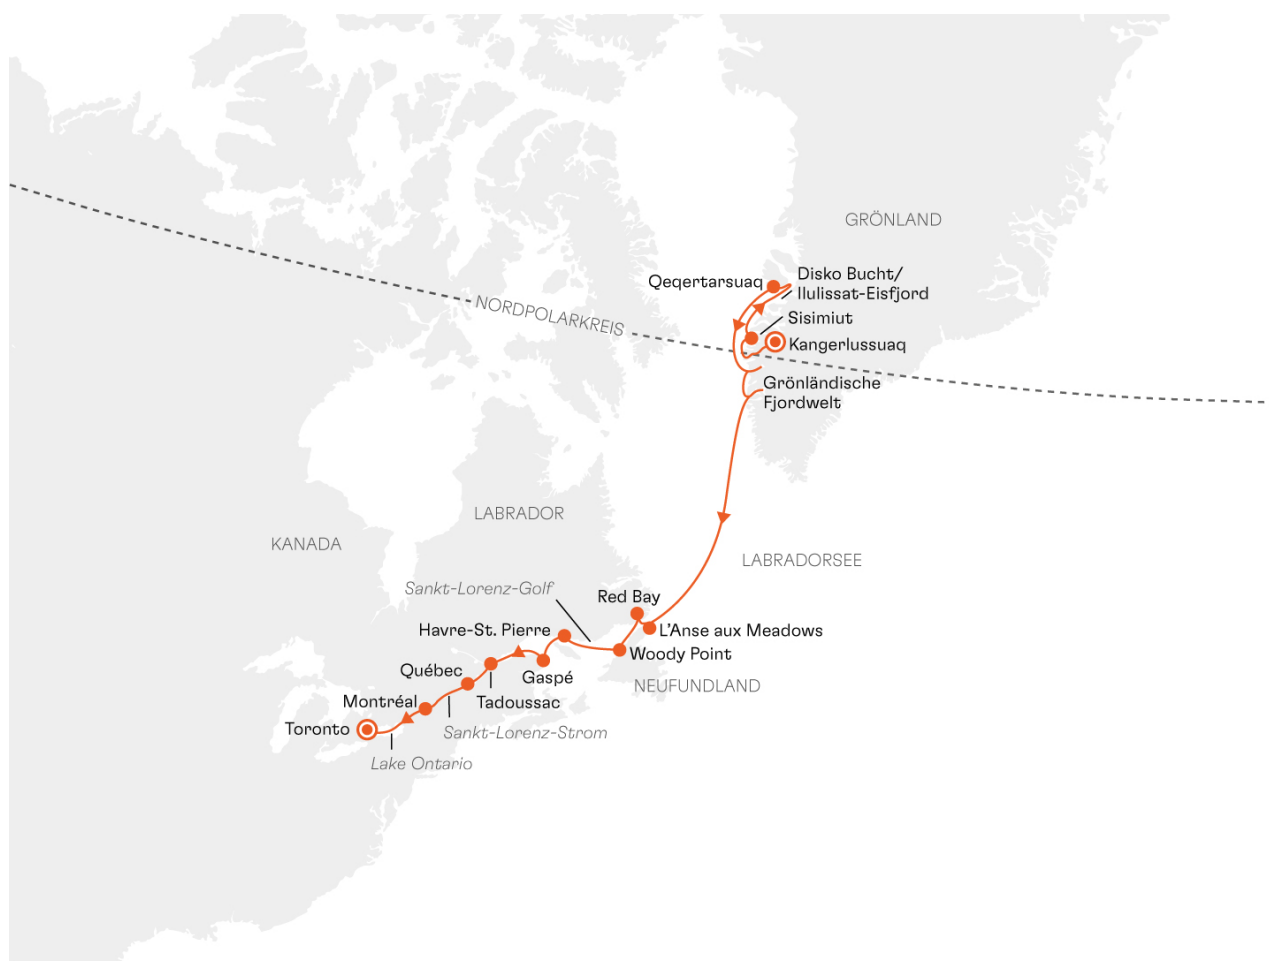 GRÖNLAND
Qeqertarsuaq
Disko Bucht/
Ilulissat-Eisfjord
NORDPOLARKREIS
Sisimiut
Kangerlussuaq
Grönländische
Fjordwelt
LABRADOR
KANADA
LABRADORSEE
Sankt-Lorenz-Golf
Red Bay
Havre-St. Pierre
L'Anse aux Meadows
Woody Point
Québec
Gaspé
NEUFUNDLAND
Montréal
Tadoussac
Toronto
Sankt-Lorenz-Strom
Lake Ontario